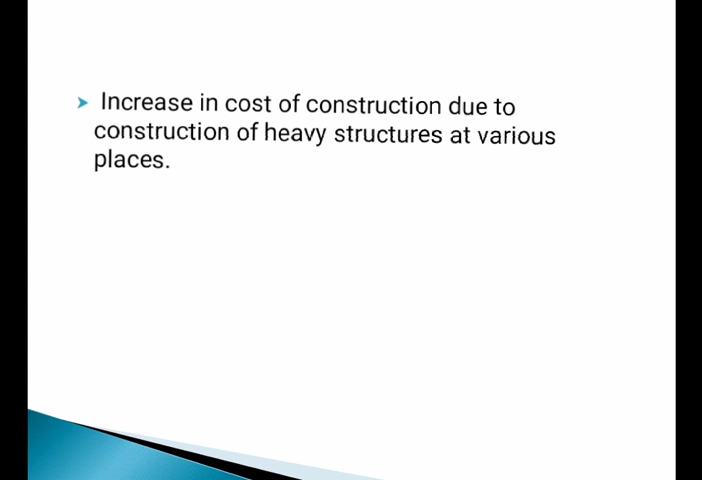 Increase in cost of construction due to
construction of heavy structures at various
places.